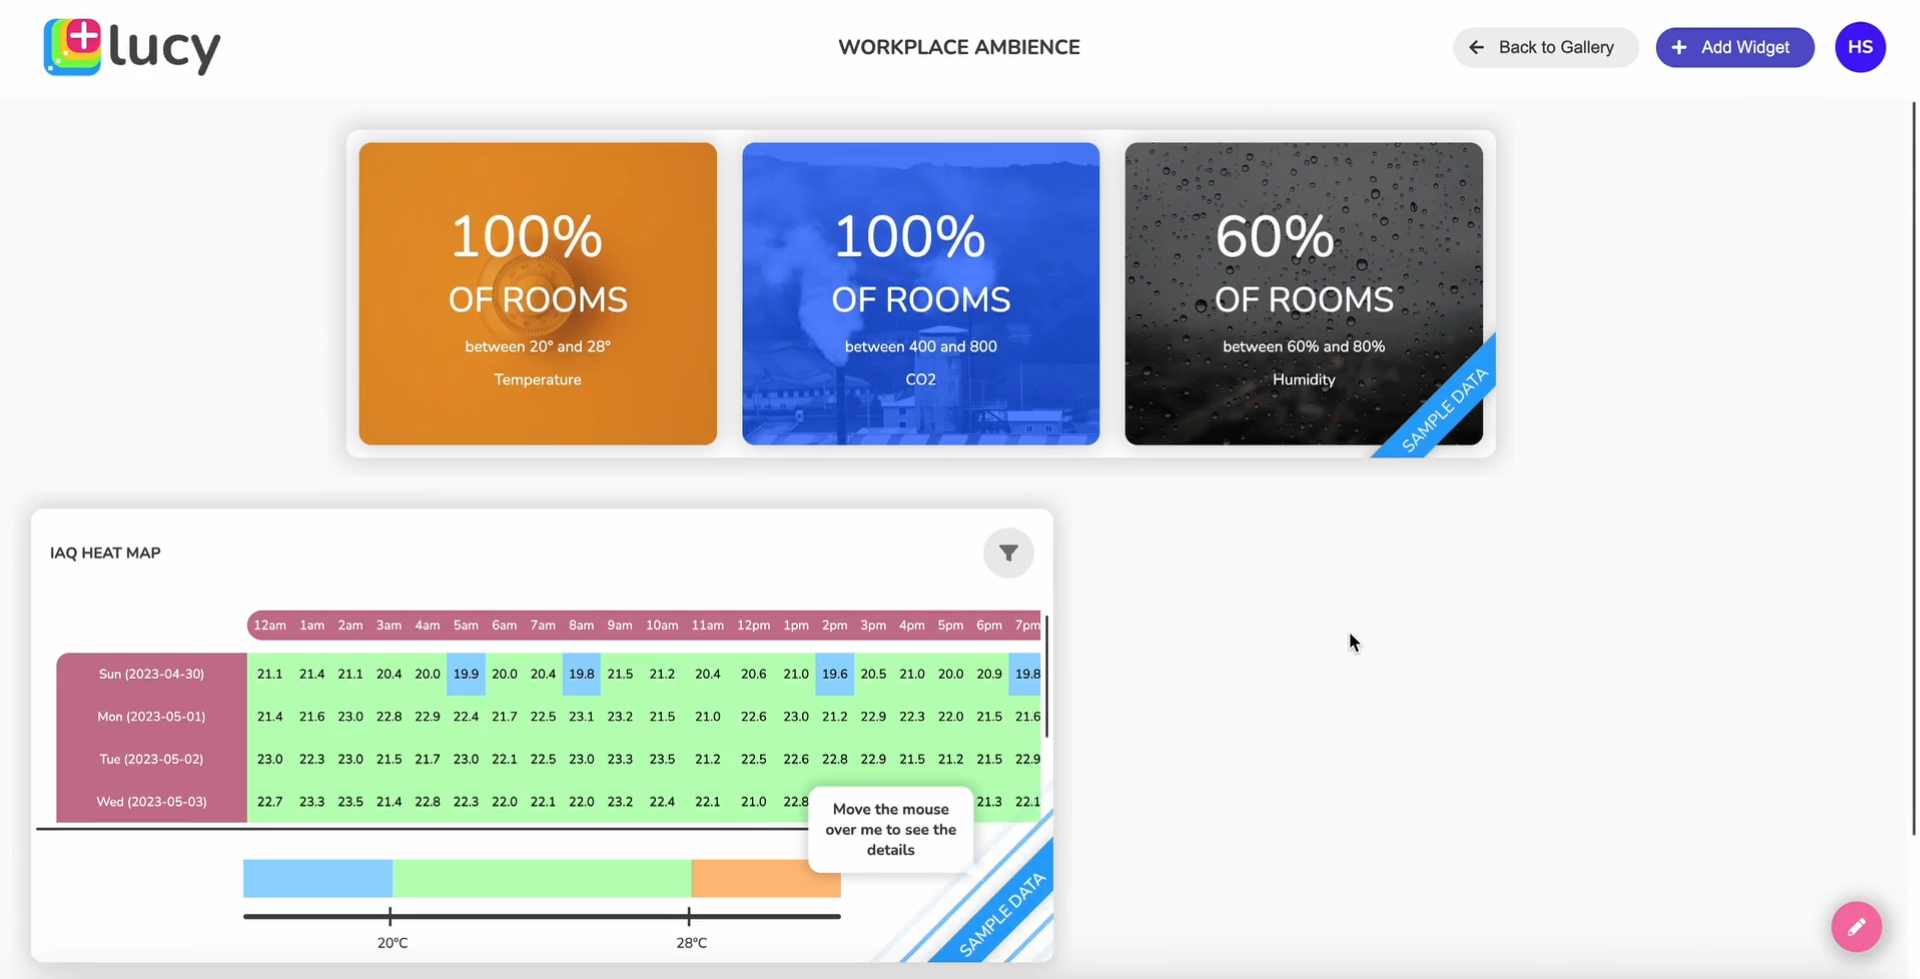 lucy
WORKPLACE AMBIENCE
Back to Gallery
Add Widget
HS
100%
OF ROOMS
between 20° and 28°
Temperature
100%
OF ROOMS
between 400 and 800
CO2
60%
OF ROOMS
between 60% and 80%
Humidity
SAMPLE DATA
IAQ HEAT MAP
12am 1am 2am 3am 4am 5am 6am 7am 8am 9am 10am 11am 12pm 1pm 2pm 3pm 4pm 5pm 6pm 7pm
Sun (2023-04-30) 21.1 21.4 21.1 20.4 20.0 19.9 20.0 20.4 19.8 21.5 21.2 20.4 20.6 21.0 19.6 20.5 21.0 20.0 20.9 19.8
Mon (2023-05-01) 21.4 21.6 23.0 22.8 22.9 22.4 21.7 22.5 23.1 23.2 21.5 21.0 22.6 23.0 21.2 22.9 22.3 22.0 21.5 21.6
Tue (2023-05-02) 23.0 22.3 23.0 21.5 21.7 23.0 22.1 22.5 23.0 23.3 23.5 21.2 22.5 22.6 22.8 22.9 21.5 21.2 21.5 22.9
Wed (2023-05-03) 22.7 23.3 23.5 21.4 22.8 22.3 22.0 22.1 22.0 23.2 22.4 22.1 21.0 22.8 21.3 22.1
Move the mouse
over me to see the
details
20°C 28°C
SAMPLE DATA